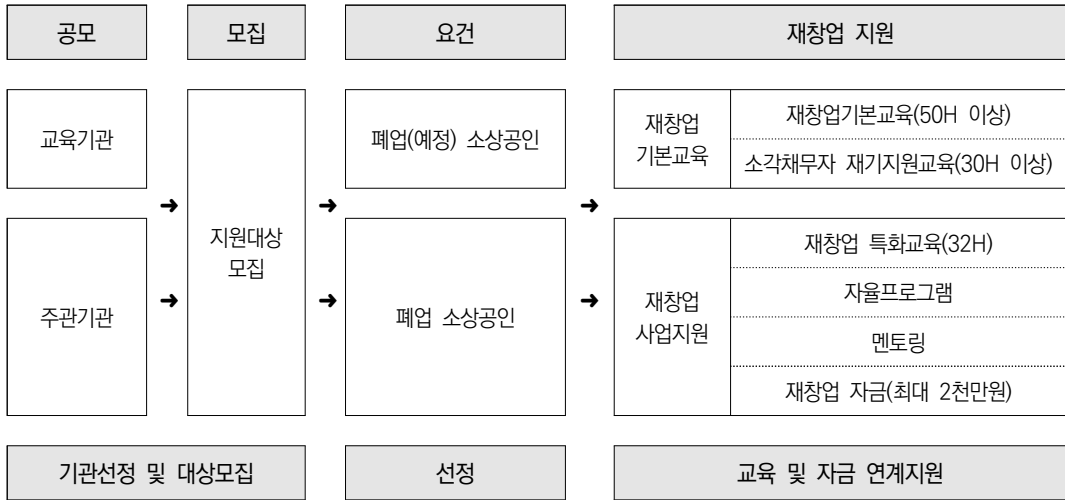 공모
모집
요건
재창업 지원
교육기관
폐업(예정) 소상공인
재창업
기본교육
재창업기본교육(50H 이상)
소각채무자 재기지원교육(30H 이상)
➜
➜
➜
지원대상
모집
주관기관
➜
➜
폐업 소상공인
➜
재창업
사업지원
재창업 특화교육(32H)
자율프로그램
멘토링
재창업 자금(최대 2천만원)
기관선정 및 대상모집
선정
교육 및 자금 연계지원